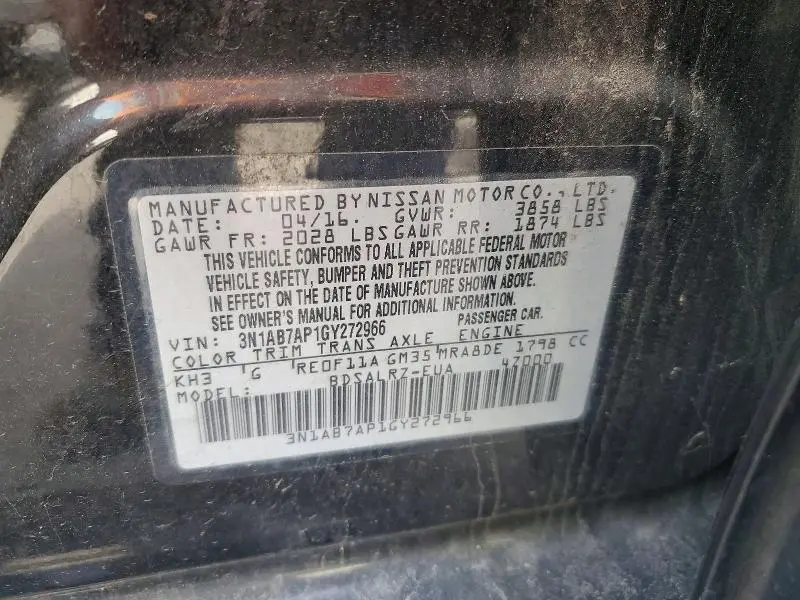 MANUFACTURED BY NISSAN MOTOR CO., LTD.
DATE: 04/16. GVWR: 3858 LBS
GAWR FR: 2028 LBS GAWR RR: 1874 LBS
THIS VEHICLE CONFORMS TO ALL APPLICABLE FEDERAL MOTOR
VEHICLE SAFETY, BUMPER AND THEFT PREVENTION STANDARDS
IN EFFECT ON THE DATE OF MANUFACTURE SHOWN ABOVE.
SEE OWNER'S MANUAL FOR ADDITIONAL INFORMATION.
VIN: 3N1AB7AP1GY272966 PASSENGER CAR.
COLOR TRIM TRANS AXLE ENGINE
KH3 G RE0F11A GM35 MRA8DE 1798 CC
MODEL: BDSALRZ-EUA 4Z000
3N1AB7AP1GY272966